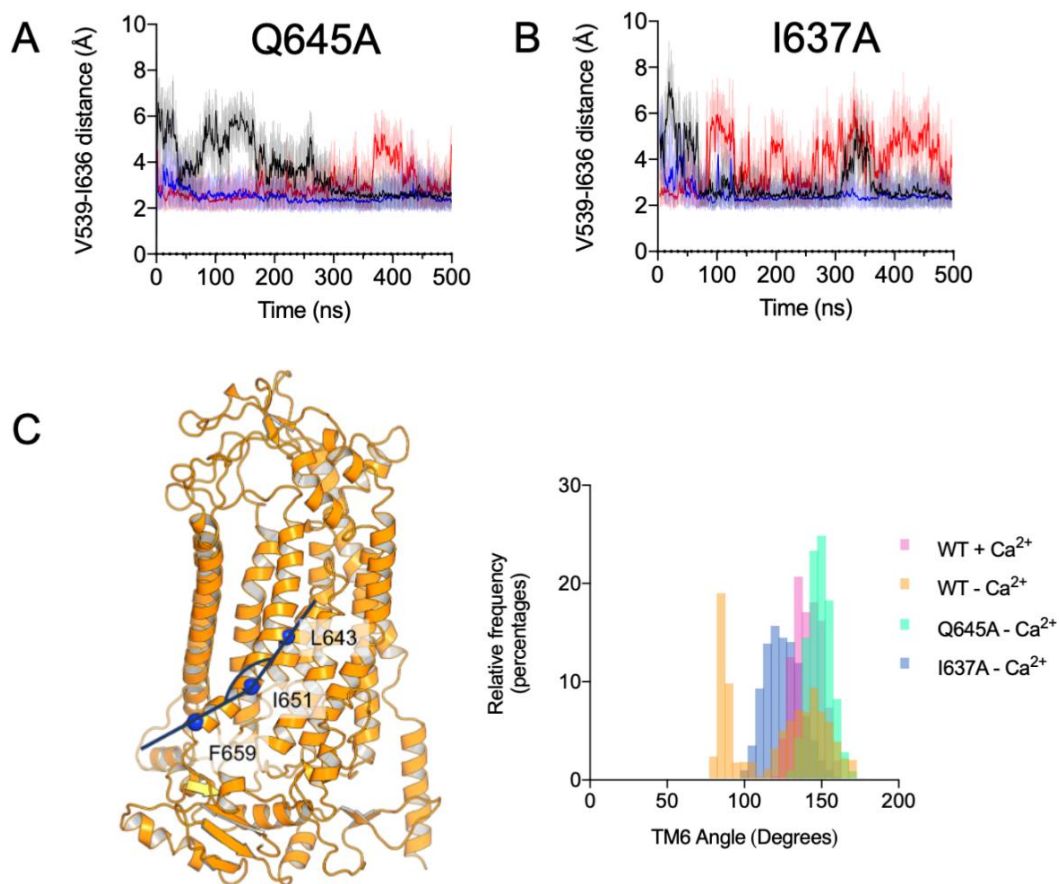 A
Q645A
V539-I636 distance (Å)
10
8
6
4
2
0
0 100 200 300 400 500
Time (ns)
B
I637A
V539-I636 distance (Å)
10
8
6
4
2
0
0 100 200 300 400 500
Time (ns)
C
L643
I651
F659
Relative frequency
(percentages)
30
20
10
0
0 50 100 150 200
TM6 Angle (Degrees)
WT + Ca²⁺
WT - Ca²⁺
Q645A - Ca²⁺
I637A - Ca²⁺